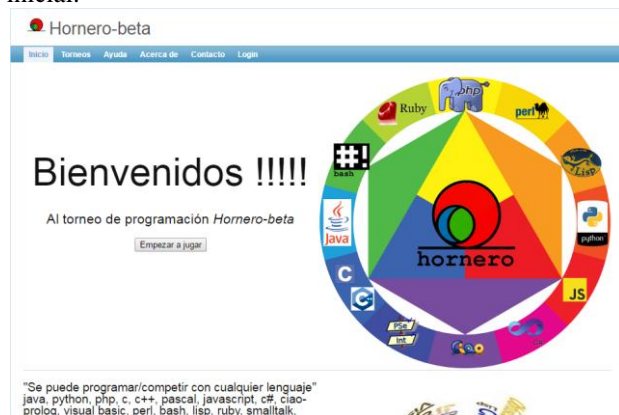 inicial.
Hornero-beta
Inicio Torneos Ayuda Acerca de Contacto Login
Bienvenidos !!!!!
Al torneo de programación Hornero-beta
Empezar a jugar
php
Ruby
perl
#!
bash
Lisp
Java
python
hornero
C
JS
PSe
Int
"Se puede programar/competir con cualquier lenguaje"
java, python, php, c, c++, pascal, javascript, c#, ciao-
prolog, visual basic, perl, bash, lisp, ruby, smalltalk,